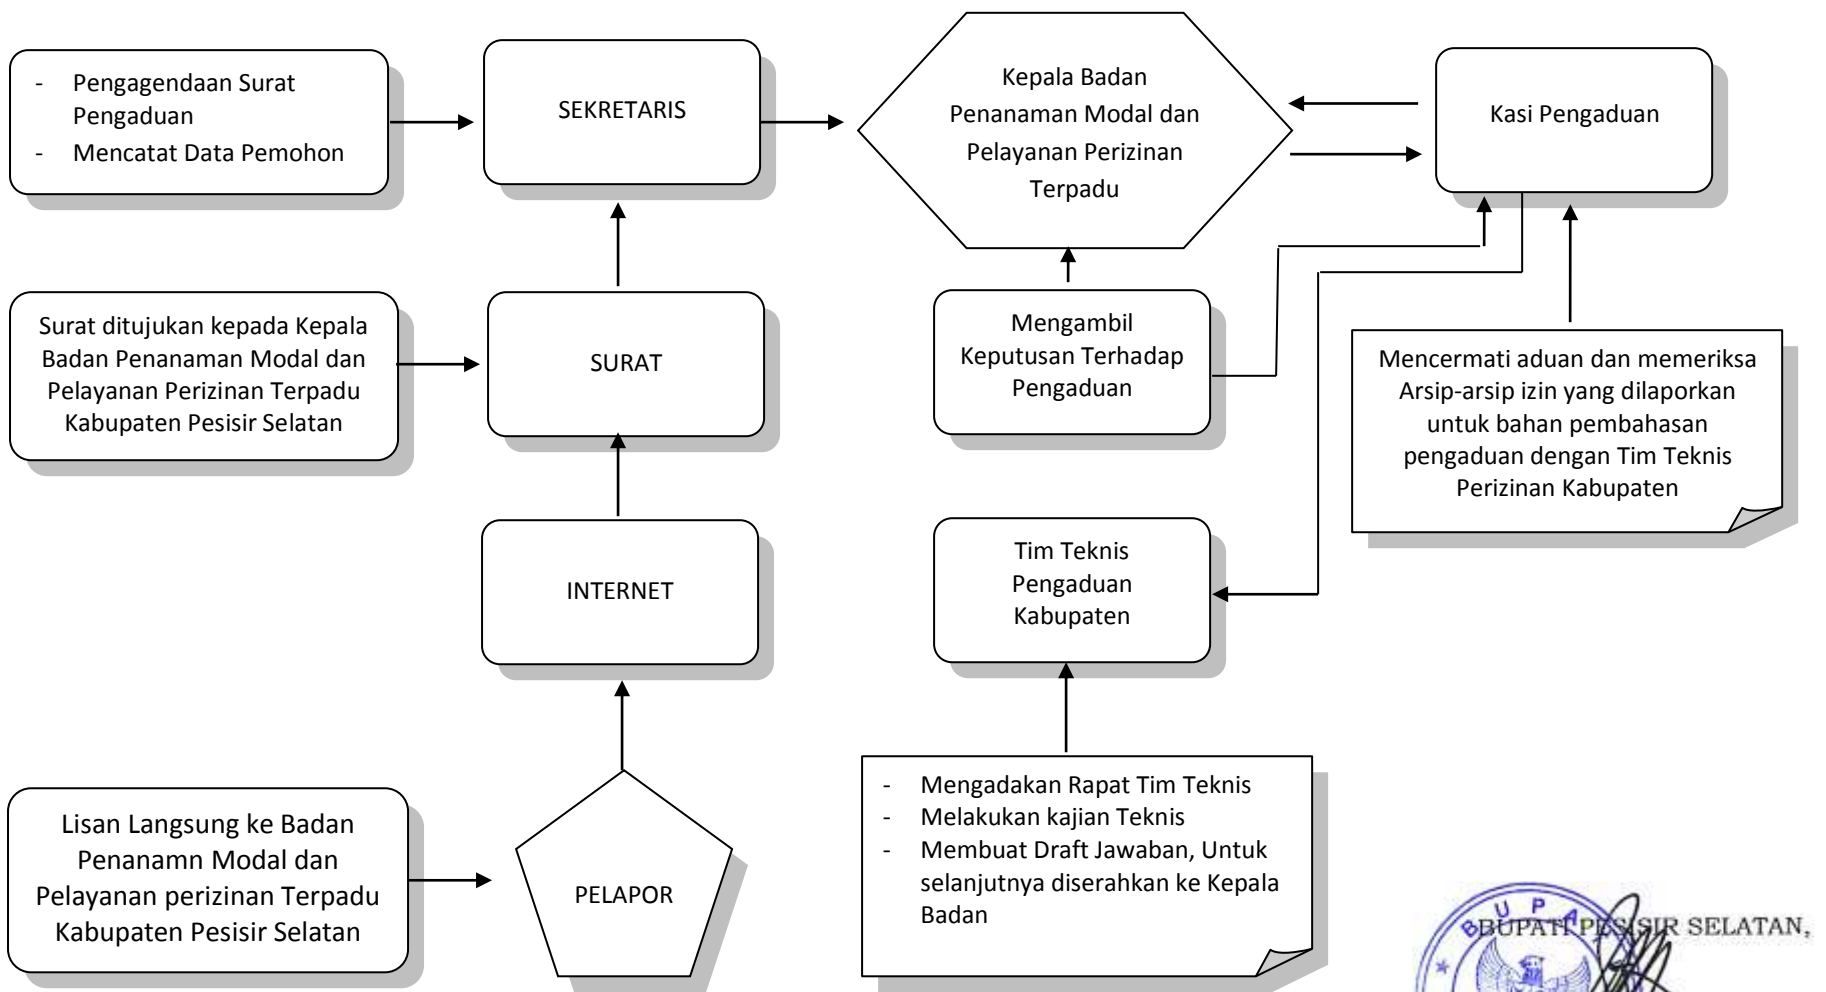 - Pengagendaan Surat
Pengaduan
- Mencatat Data Pemohon
SEKRETARIS
Kepala Badan
Penanaman Modal dan
Pelayanan Perizinan
Terpadu
Kasi Pengaduan
Surat ditujukan kepada Kepala
Badan Penanaman Modal dan
Pelayanan Perizinan Terpadu
Kabupaten Pesisir Selatan
SURAT
Mengambil
Keputusan Terhadap
Pengaduan
Mencermati aduan dan memeriksa
Arsip-arsip izin yang dilaporkan
untuk bahan pembahasan
pengaduan dengan Tim Teknis
Perizinan Kabupaten
INTERNET
Tim Teknis
Pengaduan
Kabupaten
Lisan Langsung ke Badan
Penanamn Modal dan
Pelayanan perizinan Terpadu
Kabupaten Pesisir Selatan
PELAPOR
- Mengadakan Rapat Tim Teknis
- Melakukan kajian Teknis
- Membuat Draft Jawaban, Untuk
selanjutnya diserahkan ke Kepala
Badan
BUPATI PESISIR SELATAN,